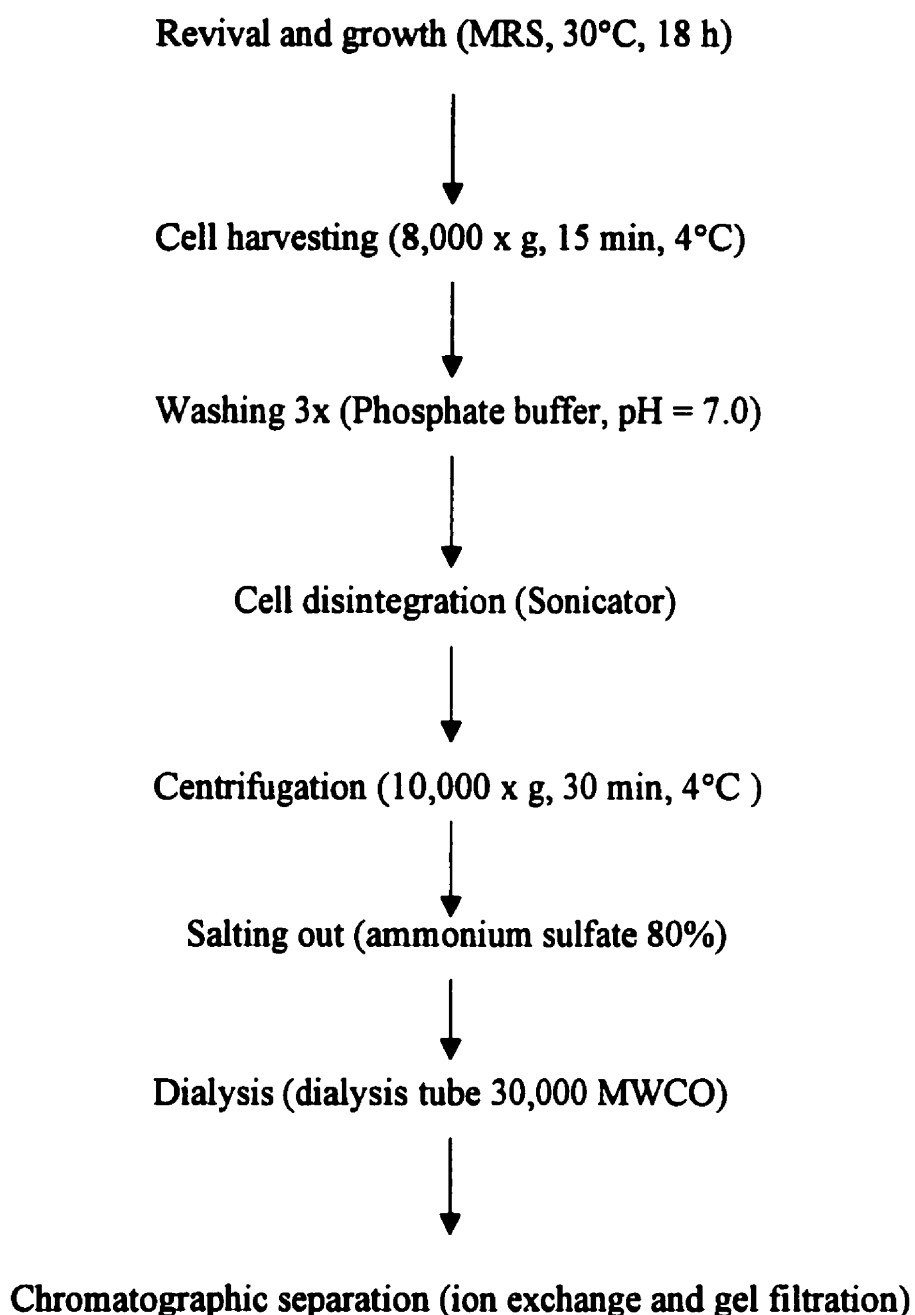 Revival and growth (MRS, 30°C, 18 h)
Cell harvesting (8,000 x g, 15 min, 4°C)
Washing 3x (Phosphate buffer, pH = 7.0)
Cell disintegration (Sonicator)
Centrifugation (10,000 x g, 30 min, 4°C )
Salting out (ammonium sulfate 80%)
Dialysis (dialysis tube 30,000 MWCO)
Chromatographic separation (ion exchange and gel filtration)